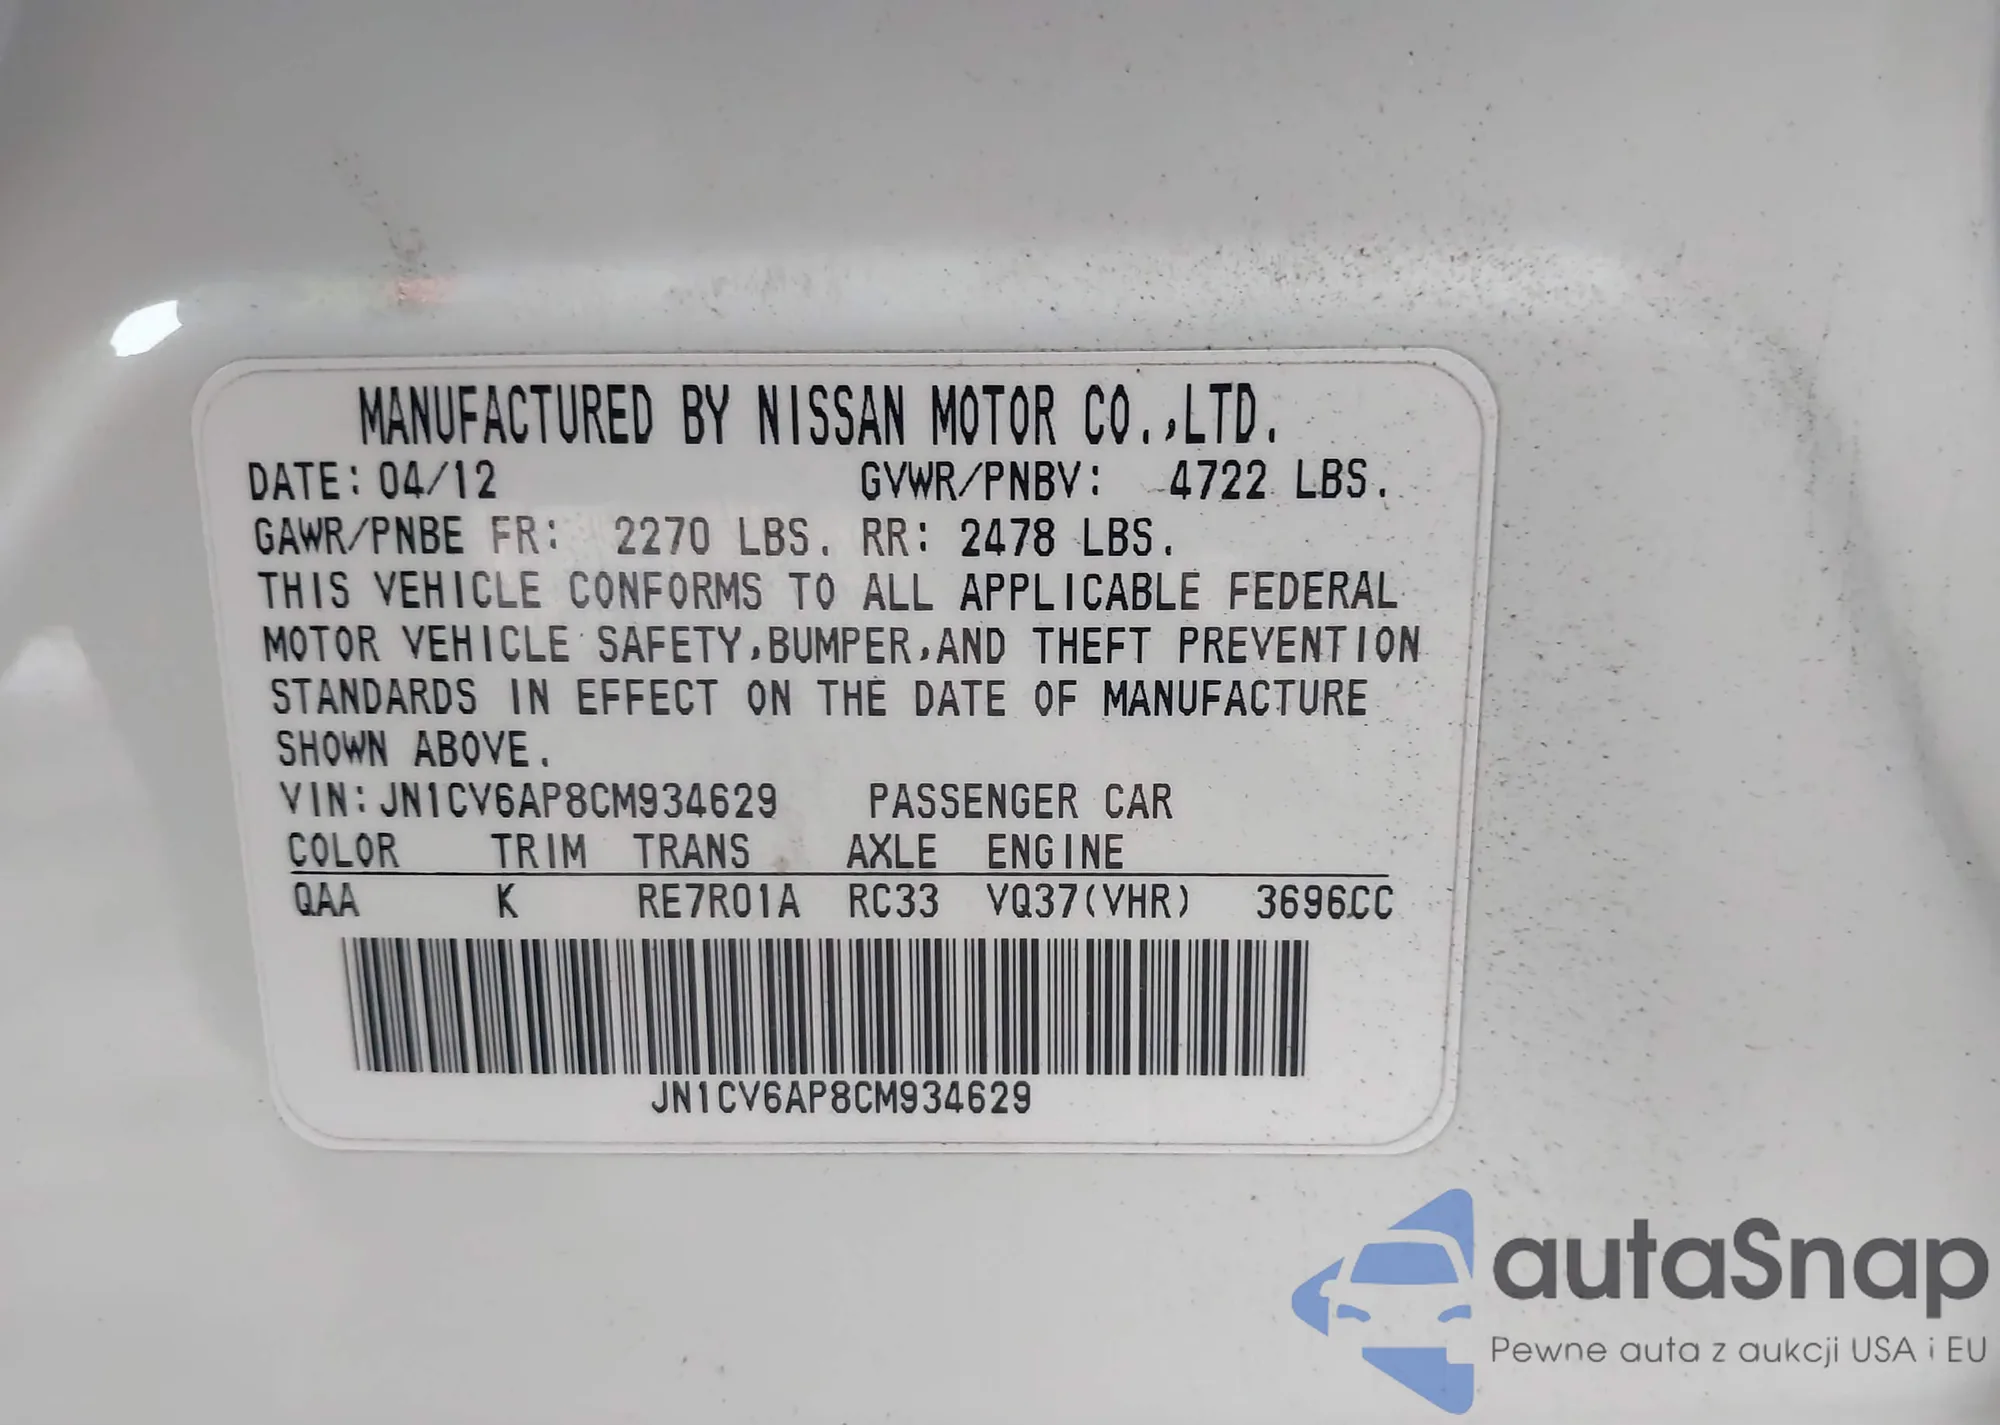 MANUFACTURED BY NISSAN MOTOR CO.,LTD.
DATE: 04/12 GVWR/PNBV: 4722 LBS.
GAWR/PNBE FR: 2270 LBS. RR: 2478 LBS.
THIS VEHICLE CONFORMS TO ALL APPLICABLE FEDERAL
MOTOR VEHICLE SAFETY,BUMPER,AND THEFT PREVENTION
STANDARDS IN EFFECT ON THE DATE OF MANUFACTURE
SHOWN ABOVE.
VIN: JN1CV6AP8CM934629 PASSENGER CAR
COLOR TRIM TRANS AXLE ENGINE
QAA K RE7R01A RC33 VQ37(VHR) 3696CC
JN1CV6AP8CM934629
autaSnap
Pewne auta z aukcji USA i EU